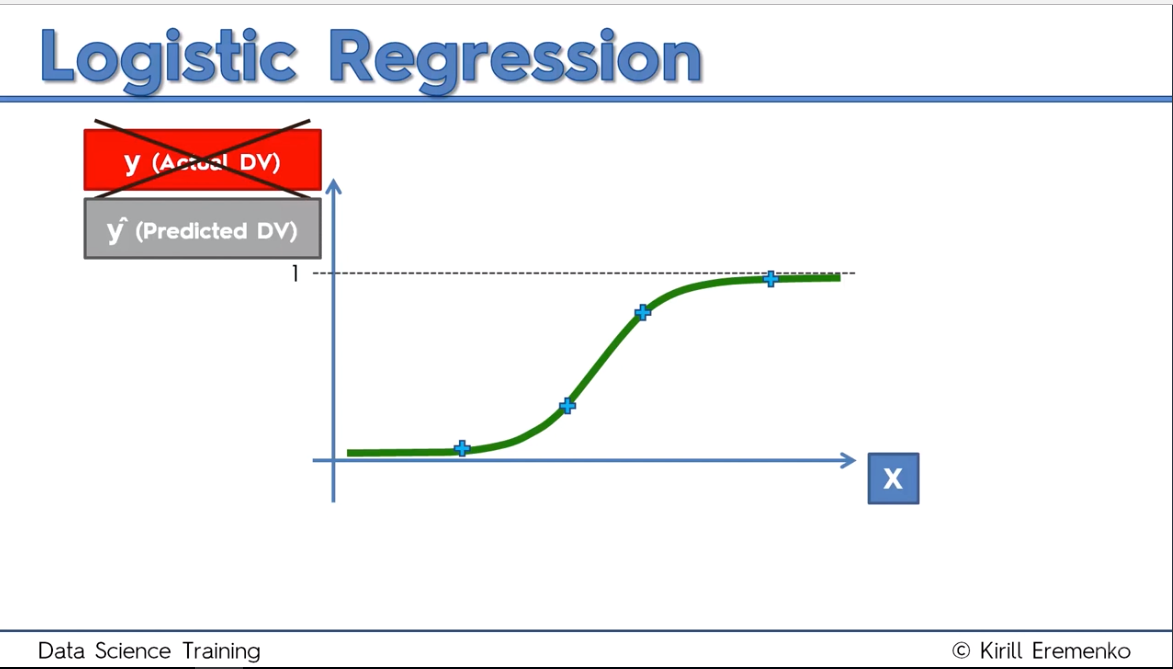 Logistic Regression
y (Actual DV)
ŷ (Predicted DV)
1
X
Data Science Training
© Kirill Eremenko